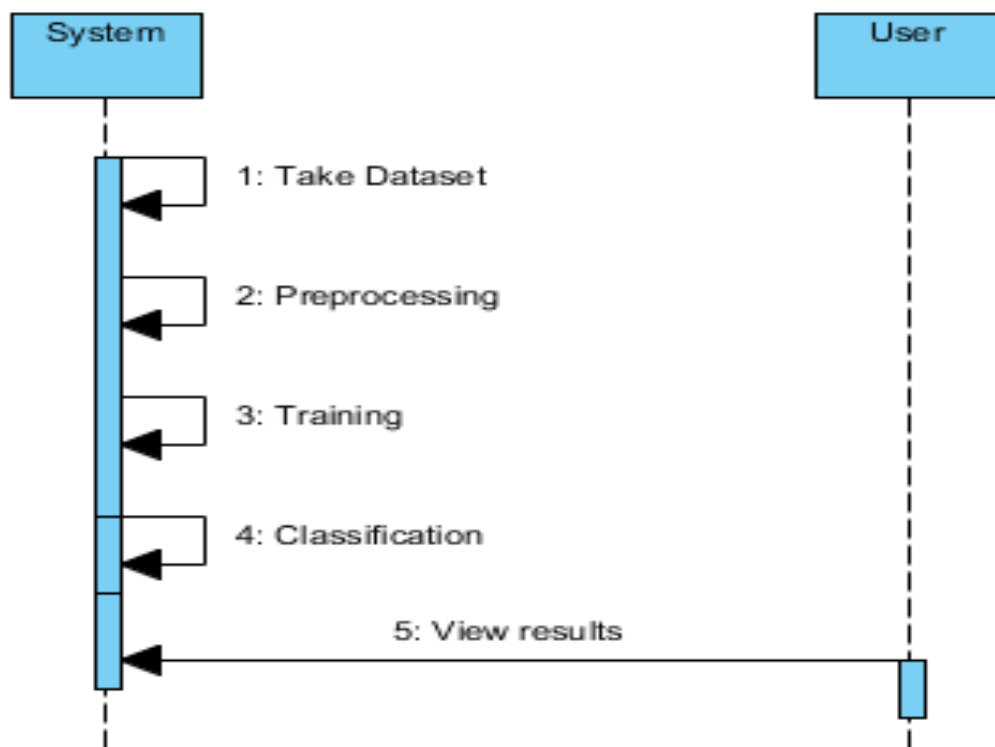 System
User
1: Take Dataset
2: Preprocessing
3: Training
4: Classification
5: View results